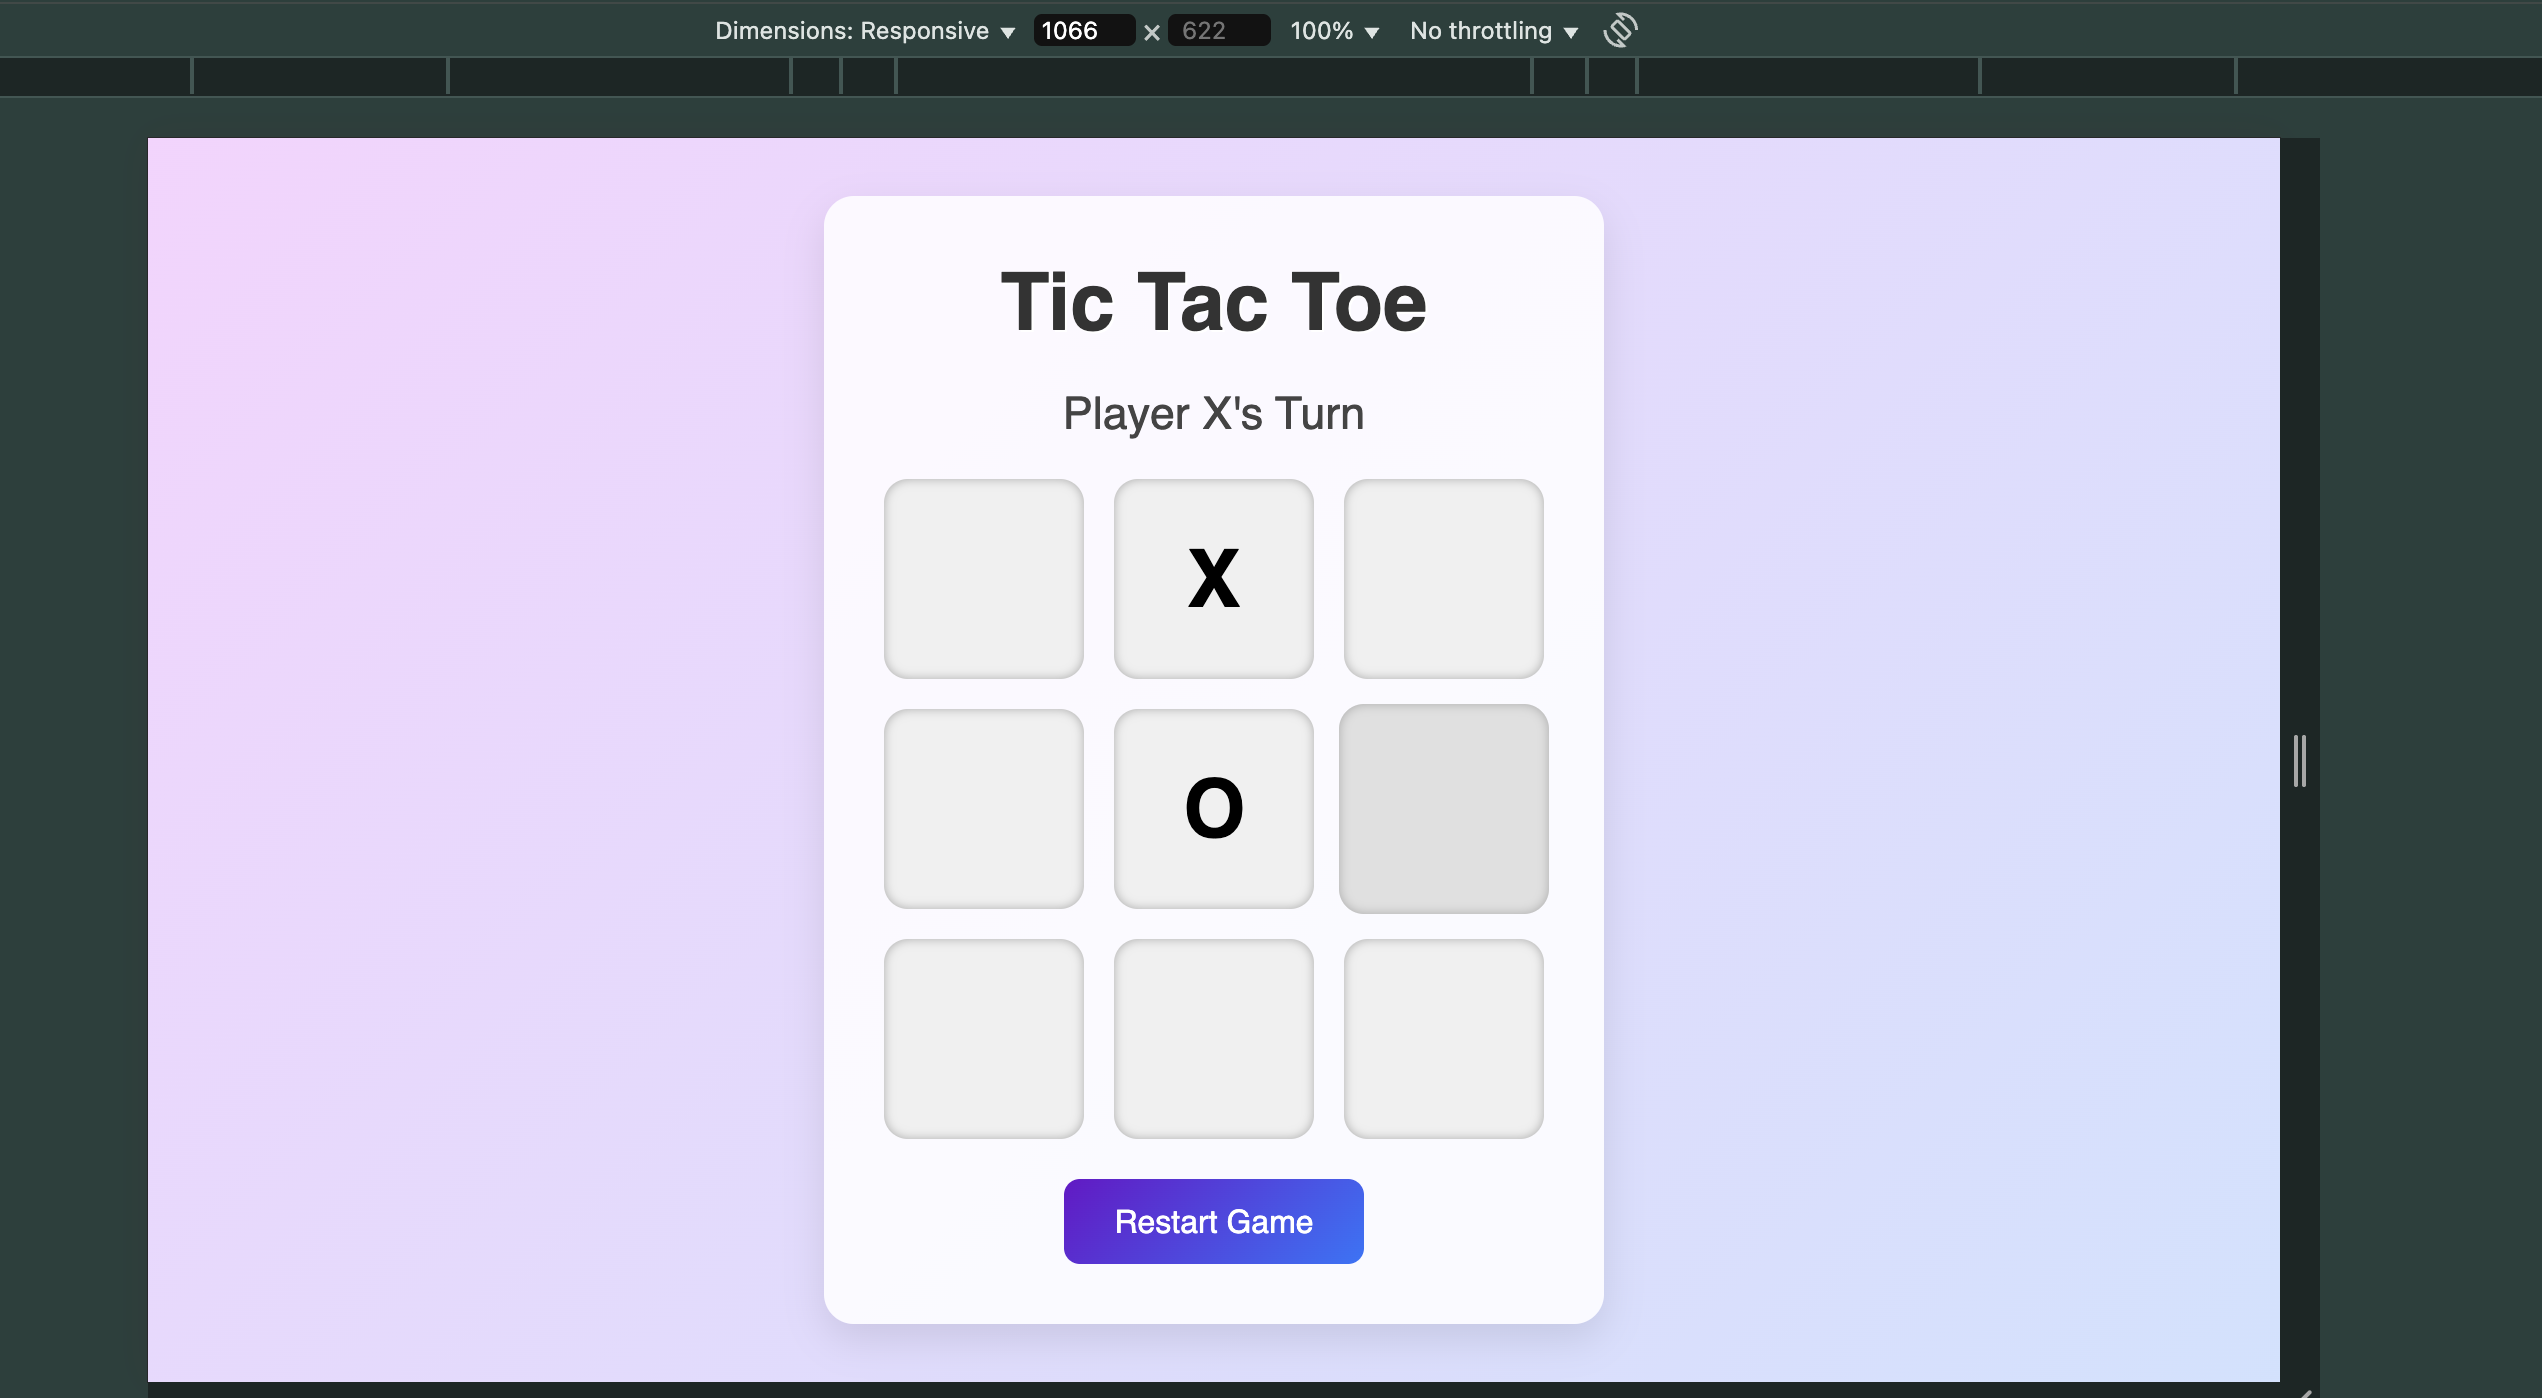 Dimensions: Responsive ▼ 1066 × 622 100% ▼ No throttling ▼
Tic Tac Toe
Player X's Turn
X
O
Restart Game